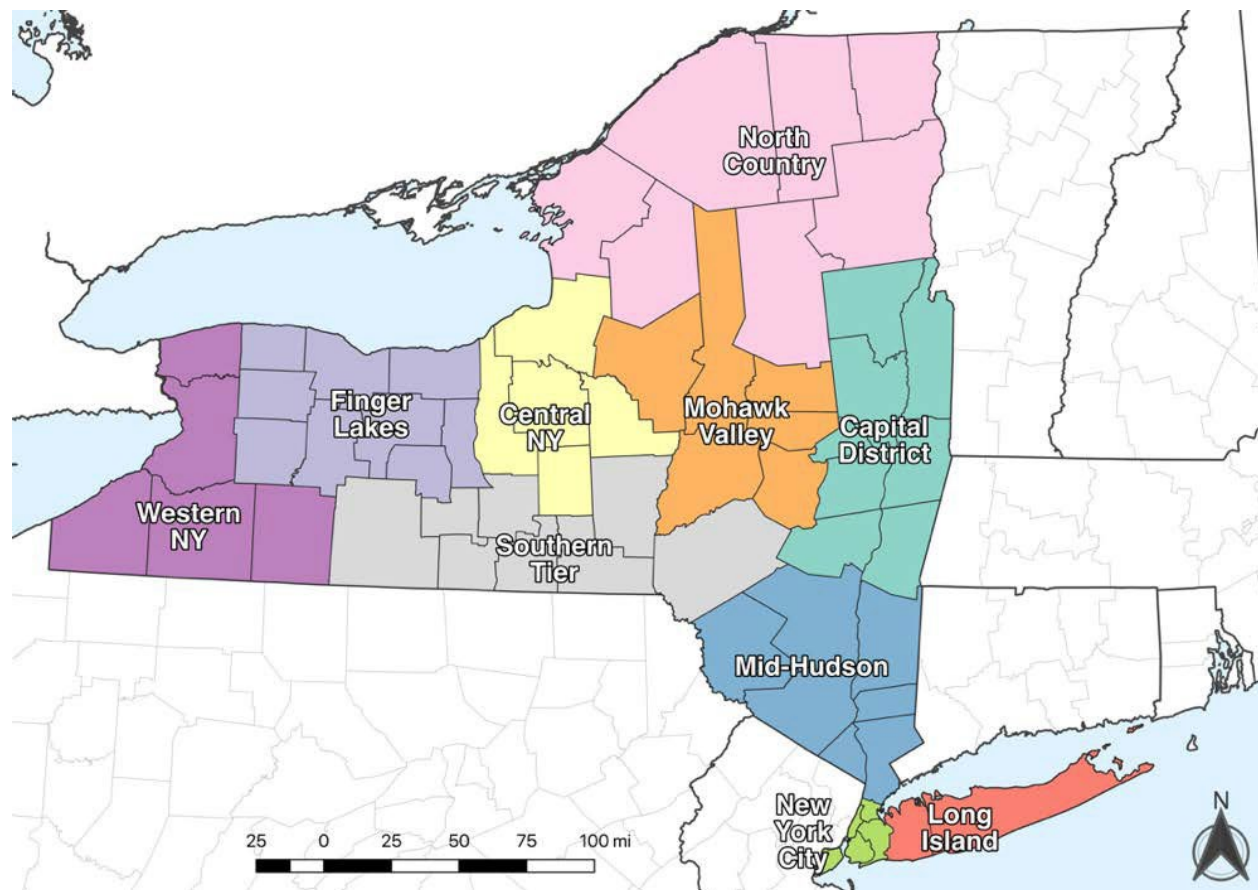 North
Country
Finger
Lakes
Central
NY
Mohawk
Valley
Capital
District
Western
NY
Southern
Tier
Mid-Hudson
New
York
City
Long
Island
N
25 0 25 50 75 100 mi